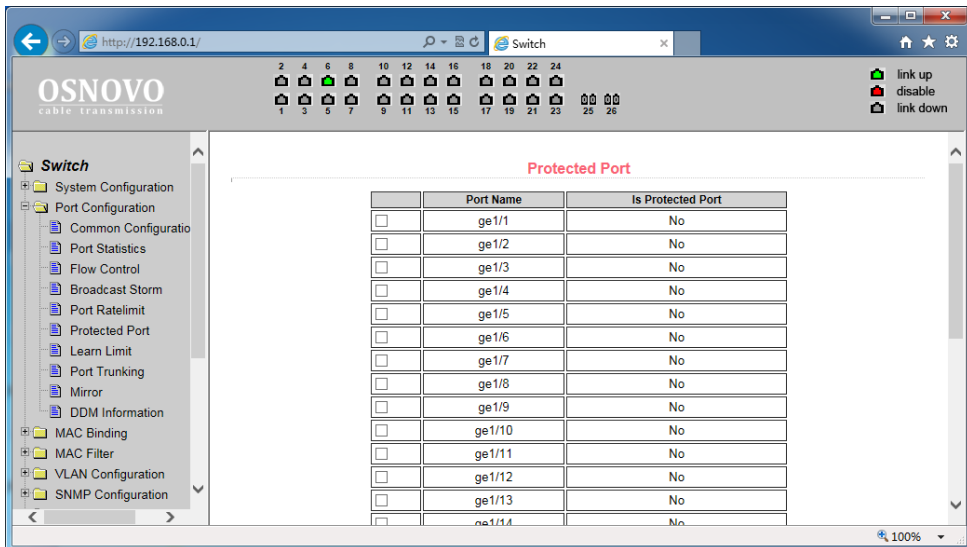 http://192.168.0.1/
Switch
OSNOVO
cable transmission
2 4 6 8 10 12 14 16 18 20 22 24
1 3 5 7 9 11 13 15 17 19 21 23 25 26
link up
disable
link down
Switch
System Configuration
Port Configuration
Common Configuratio
Port Statistics
Flow Control
Broadcast Storm
Port Ratelimit
Protected Port
Learn Limit
Port Trunking
Mirror
DDM Information
MAC Binding
MAC Filter
VLAN Configuration
SNMP Configuration
Protected Port
Port Name Is Protected Port
ge1/1 No
ge1/2 No
ge1/3 No
ge1/4 No
ge1/5 No
ge1/6 No
ge1/7 No
ge1/8 No
ge1/9 No
ge1/10 No
ge1/11 No
ge1/12 No
ge1/13 No
ge1/14 No
100%